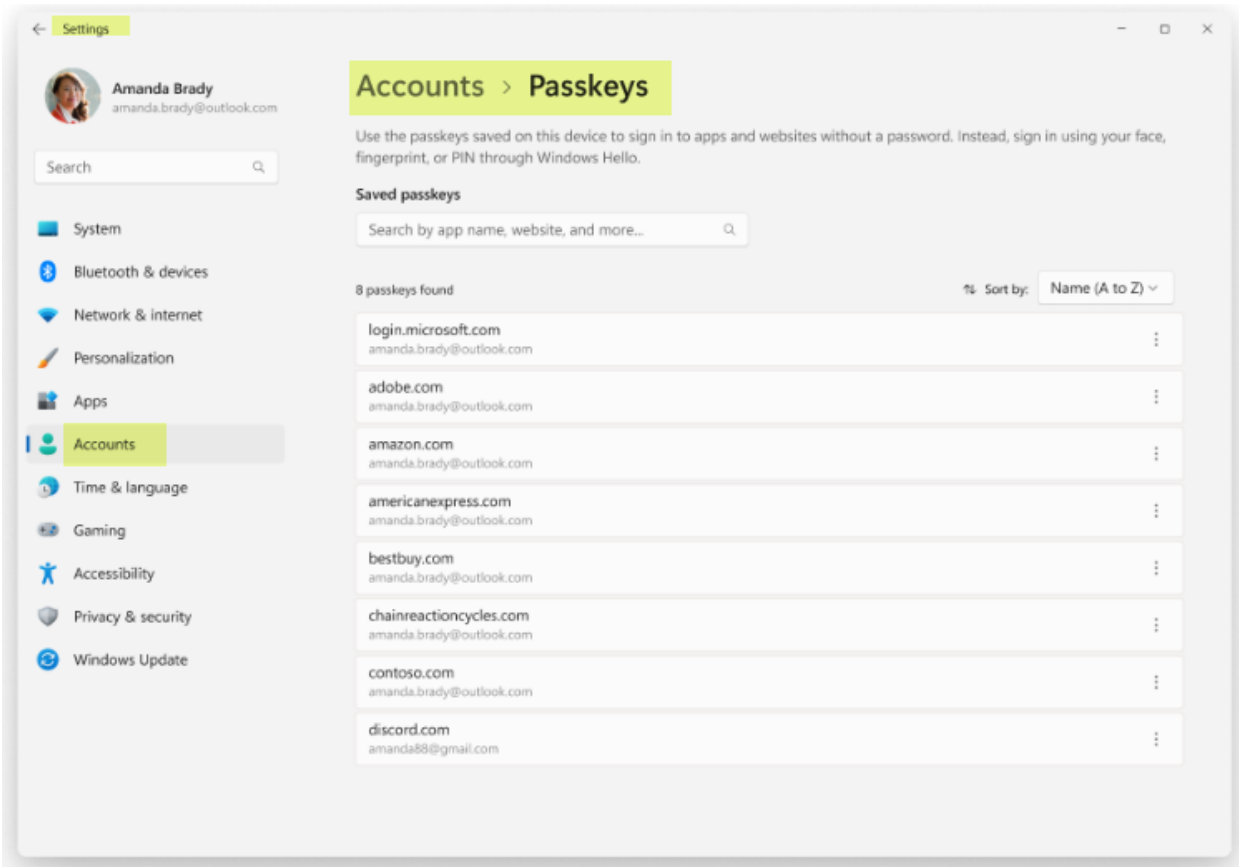 Settings
Amanda Brady
amanda.brady@outlook.com
Search
System
Bluetooth & devices
Network & internet
Personalization
Apps
Accounts
Time & language
Gaming
Accessibility
Privacy & security
Windows Update
Accounts > Passkeys
Use the passkeys saved on this device to sign in to apps and websites without a password. Instead, sign in using your face,
fingerprint, or PIN through Windows Hello.
Saved passkeys
Search by app name, website, and more...
8 passkeys found
Sort by: Name (A to Z)
login.microsoft.com
amanda.brady@outlook.com
adobe.com
amanda.brady@outlook.com
amazon.com
amanda.brady@outlook.com
americanexpress.com
amanda.brady@outlook.com
bestbuy.com
amanda.brady@outlook.com
chainreactioncycles.com
amanda.brady@outlook.com
contoso.com
amanda.brady@outlook.com
discord.com
amanda88@gmail.com